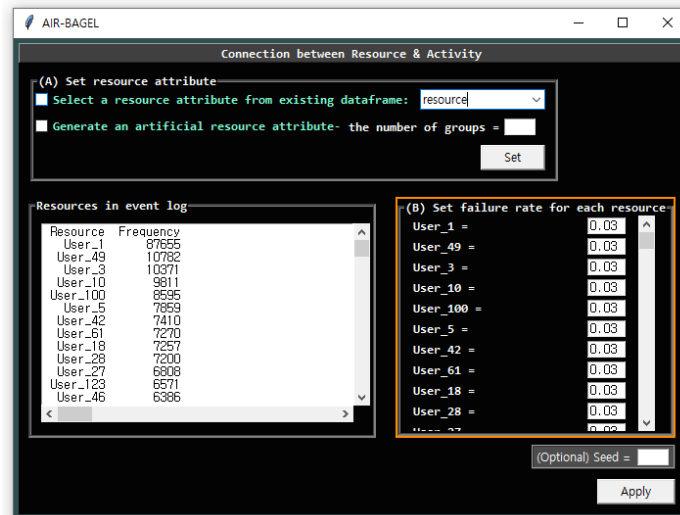 AIR-BAGEL
Connection between Resource & Activity
(A) Set resource attribute
Select a resource attribute from existing dataframe: resource
Generate an artificial resource attribute- the number of groups =
Set
Resources in event log
Resource Frequency
User_1 87655
User_49 10782
User_3 10371
User_10 9811
User_100 8595
User_5 7859
User_42 7410
User_61 7270
User_18 7257
User_28 7200
User_27 6808
User_123 6571
User_46 6386
(B) Set failure rate for each resource
User_1 = 0.03
User_49 = 0.03
User_3 = 0.03
User_10 = 0.03
User_100 = 0.03
User_5 = 0.03
User_42 = 0.03
User_61 = 0.03
User_18 = 0.03
User_28 = 0.03
(Optional) Seed =
Apply